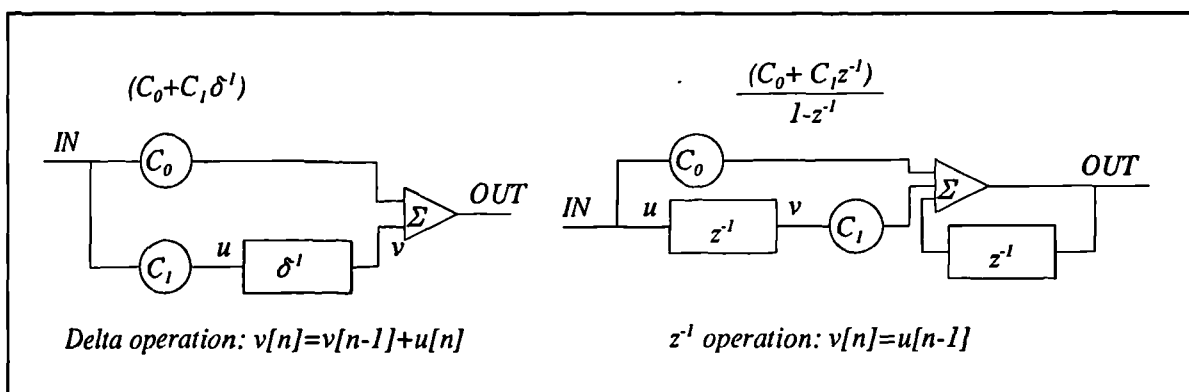 (C₀+C₁δ⁻¹)
IN
C₀
C₁
u
δ⁻¹
v
Σ
OUT
Delta operation: v[n]=v[n-1]+u[n]
(C₀+ C₁z⁻¹)
1-z⁻¹
IN
C₀
u
z⁻¹
v
C₁
Σ
OUT
z⁻¹
z⁻¹ operation: v[n]=u[n-1]